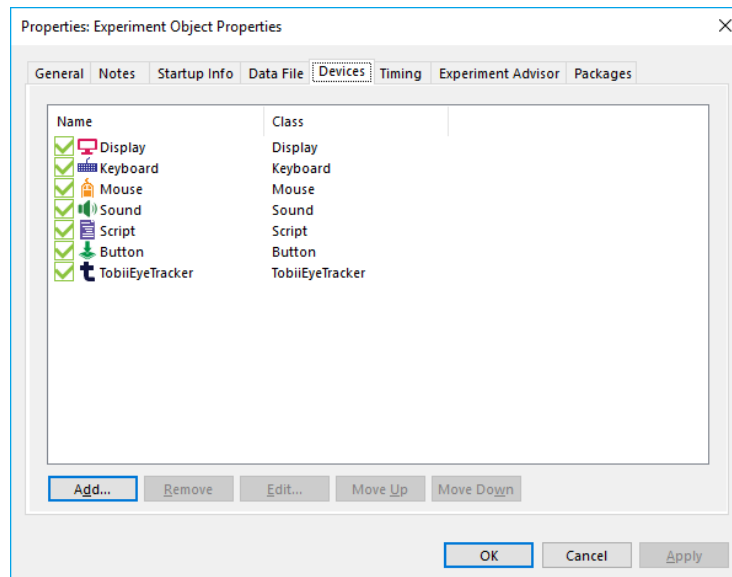 Properties: Experiment Object Properties
General Notes Startup Info Data File Devices Timing Experiment Advisor Packages
Name Class
Display Display
Keyboard Keyboard
Mouse Mouse
Sound Sound
Script Script
Button Button
TobiiEyeTracker TobiiEyeTracker
Add... Remove Edit... Move Up Move Down
OK Cancel Apply